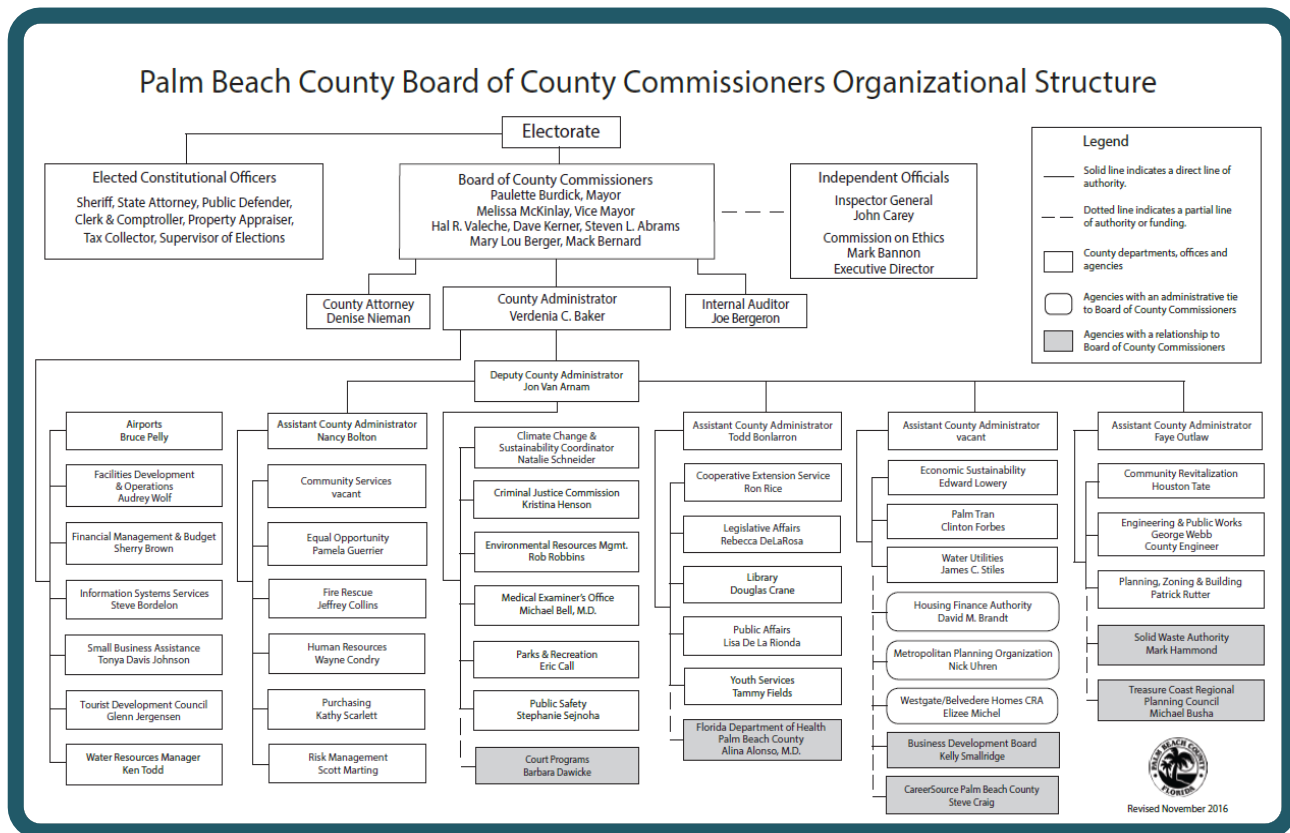 Palm Beach County Board of County Commissioners Organizational Structure
Electorate
Elected Constitutional Officers
Sheriff, State Attorney, Public Defender,
Clerk & Comptroller, Property Appraiser,
Tax Collector, Supervisor of Elections
Board of County Commissioners
Paulette Burdick, Mayor
Melissa McKinlay, Vice Mayor
Hal R. Valeche, Dave Kerner, Steven L. Abrams
Mary Lou Berger, Mack Bernard
Independent Officials
Inspector General
John Carey
Commission on Ethics
Mark Bannon
Executive Director
Legend
Solid line indicates a direct line of
authority.
Dotted line indicates a partial line
of authority or funding.
County departments, offices and
agencies
Agencies with an administrative tie
to Board of County Commissioners
Agencies with a relationship to
Board of County Commissioners
County Attorney
Denise Nieman
County Administrator
Verdenia C. Baker
Internal Auditor
Joe Bergeron
Deputy County Administrator
Jon Van Arnam
Airports
Bruce Pelly
Facilities Development
& Operations
Audrey Wolf
Financial Management & Budget
Sherry Brown
Information Systems Services
Steve Bordelon
Small Business Assistance
Tonya Davis Johnson
Tourist Development Council
Glenn Jergensen
Water Resources Manager
Ken Todd
Assistant County Administrator
Nancy Bolton
Community Services
vacant
Equal Opportunity
Pamela Guerrier
Fire Rescue
Jeffrey Collins
Human Resources
Wayne Condry
Purchasing
Kathy Scarlett
Risk Management
Scott Marting
Climate Change &
Sustainability Coordinator
Natalie Schneider
Criminal Justice Commission
Kristina Henson
Environmental Resources Mgmt.
Rob Robbins
Medical Examiner's Office
Michael Bell, M.D.
Parks & Recreation
Eric Call
Public Safety
Stephanie Sejnoha
Court Programs
Barbara Dawicke
Assistant County Administrator
Todd Bonlarron
Cooperative Extension Service
Ron Rice
Legislative Affairs
Rebecca DeLaRosa
Library
Douglas Crane
Public Affairs
Lisa De La Rionda
Youth Services
Tammy Fields
Florida Department of Health
Palm Beach County
Alina Alonso, M.D.
Assistant County Administrator
vacant
Economic Sustainability
Edward Lowery
Palm Tran
Clinton Forbes
Water Utilities
James C. Stiles
Housing Finance Authority
David M. Brandt
Metropolitan Planning Organization
Nick Uhren
Westgate/Belvedere Homes CRA
Elizee Michel
Business Development Board
Kelly Smallridge
CareerSource Palm Beach County
Steve Craig
Assistant County Administrator
Faye Outlaw
Community Revitalization
Houston Tate
Engineering & Public Works
George Webb
County Engineer
Planning, Zoning & Building
Patrick Rutter
Solid Waste Authority
Mark Hammond
Treasure Coast Regional
Planning Council
Michael Busha
PALM BEACH COUNTY
FLORIDA
Revised November 2016